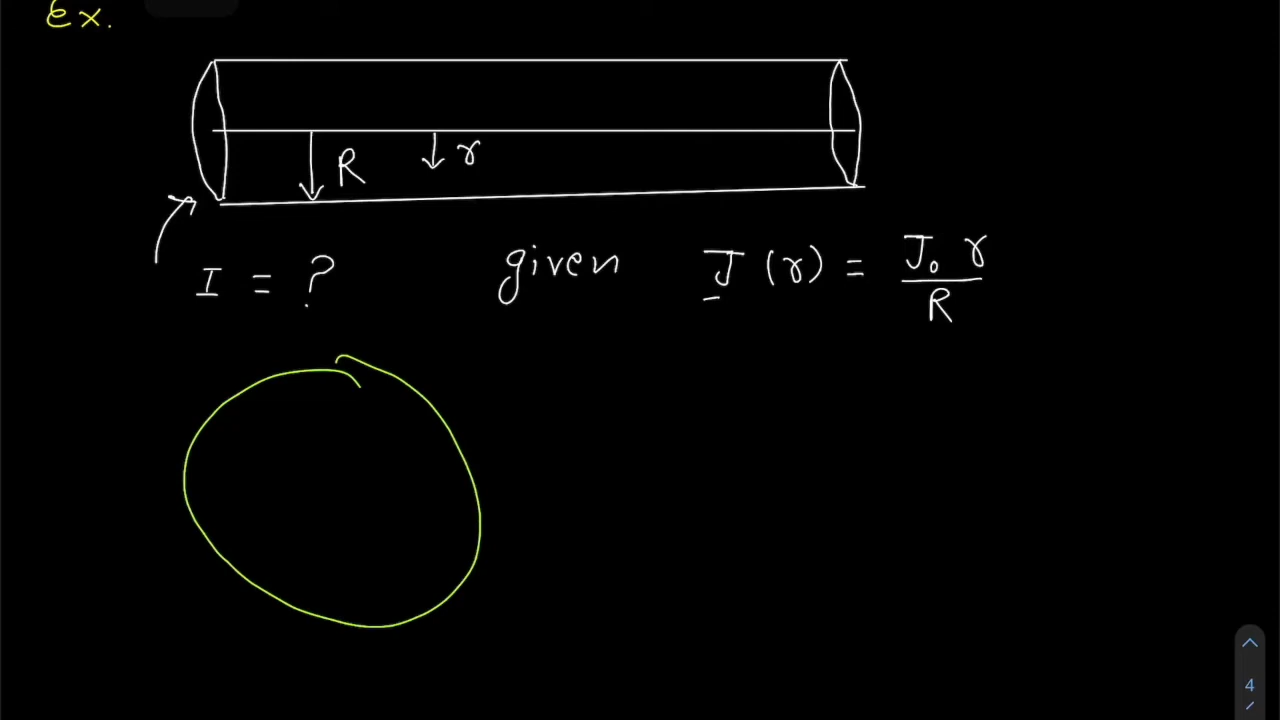 Ex.
R r
I = ? given J (r) = J₀ r / R
4